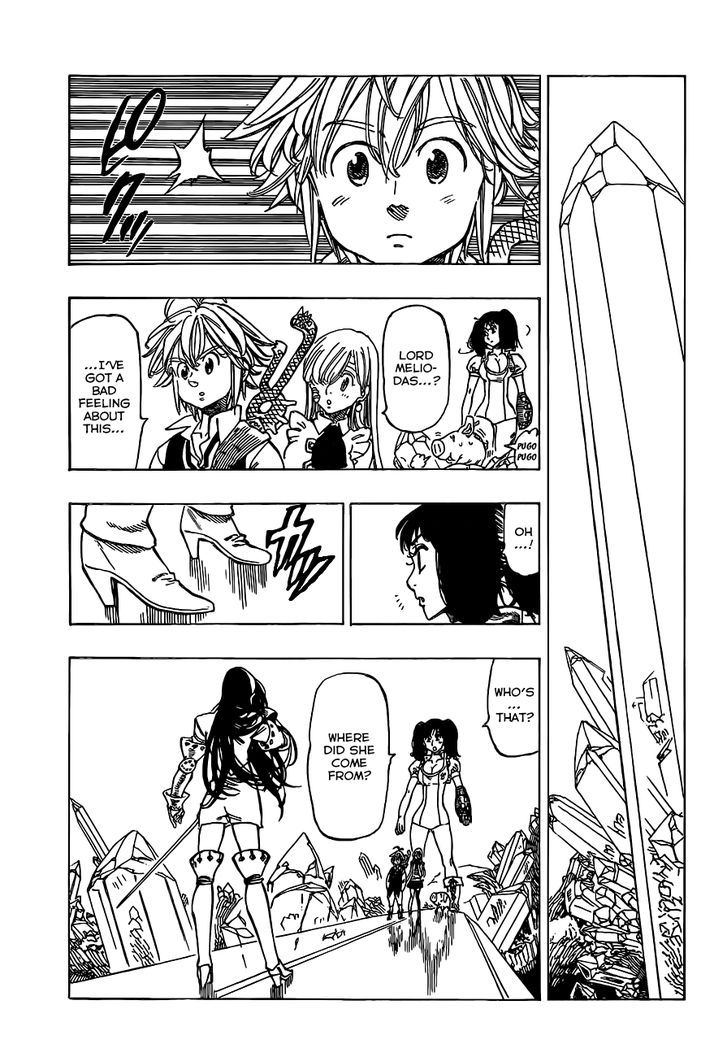 LORD
MELIO-
DAS...?
PUGO
PUGO
...I'VE
GOT A
BAD
FEELING
ABOUT
THIS...
OH
...!
WHO'S
...
THAT?
WHERE
DID SHE
COME
FROM?